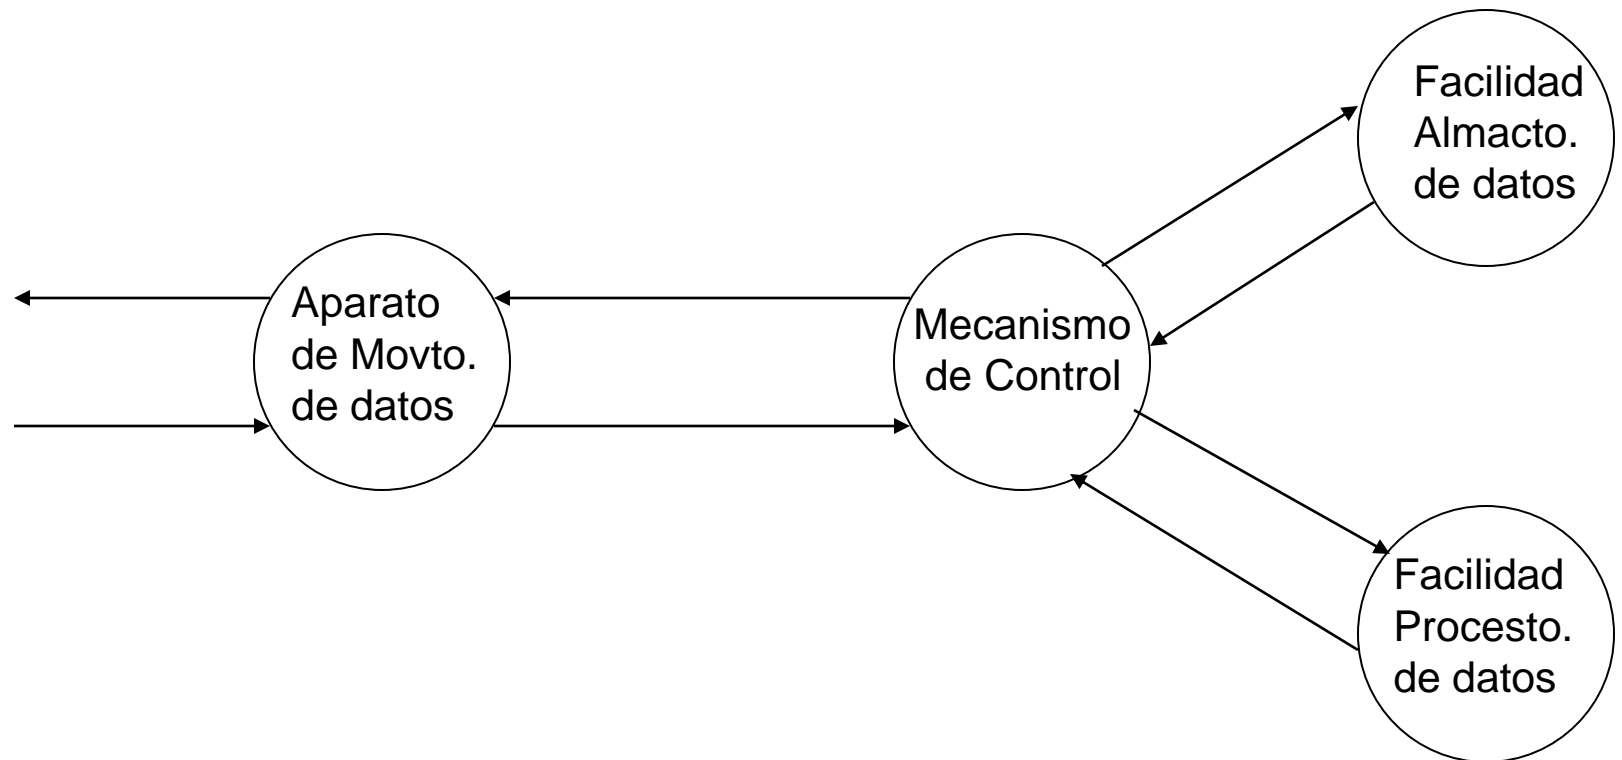 Aparato
de Movto.
de datos
Mecanismo
de Control
Facilidad
Almacto.
de datos
Facilidad
Procesto.
de datos